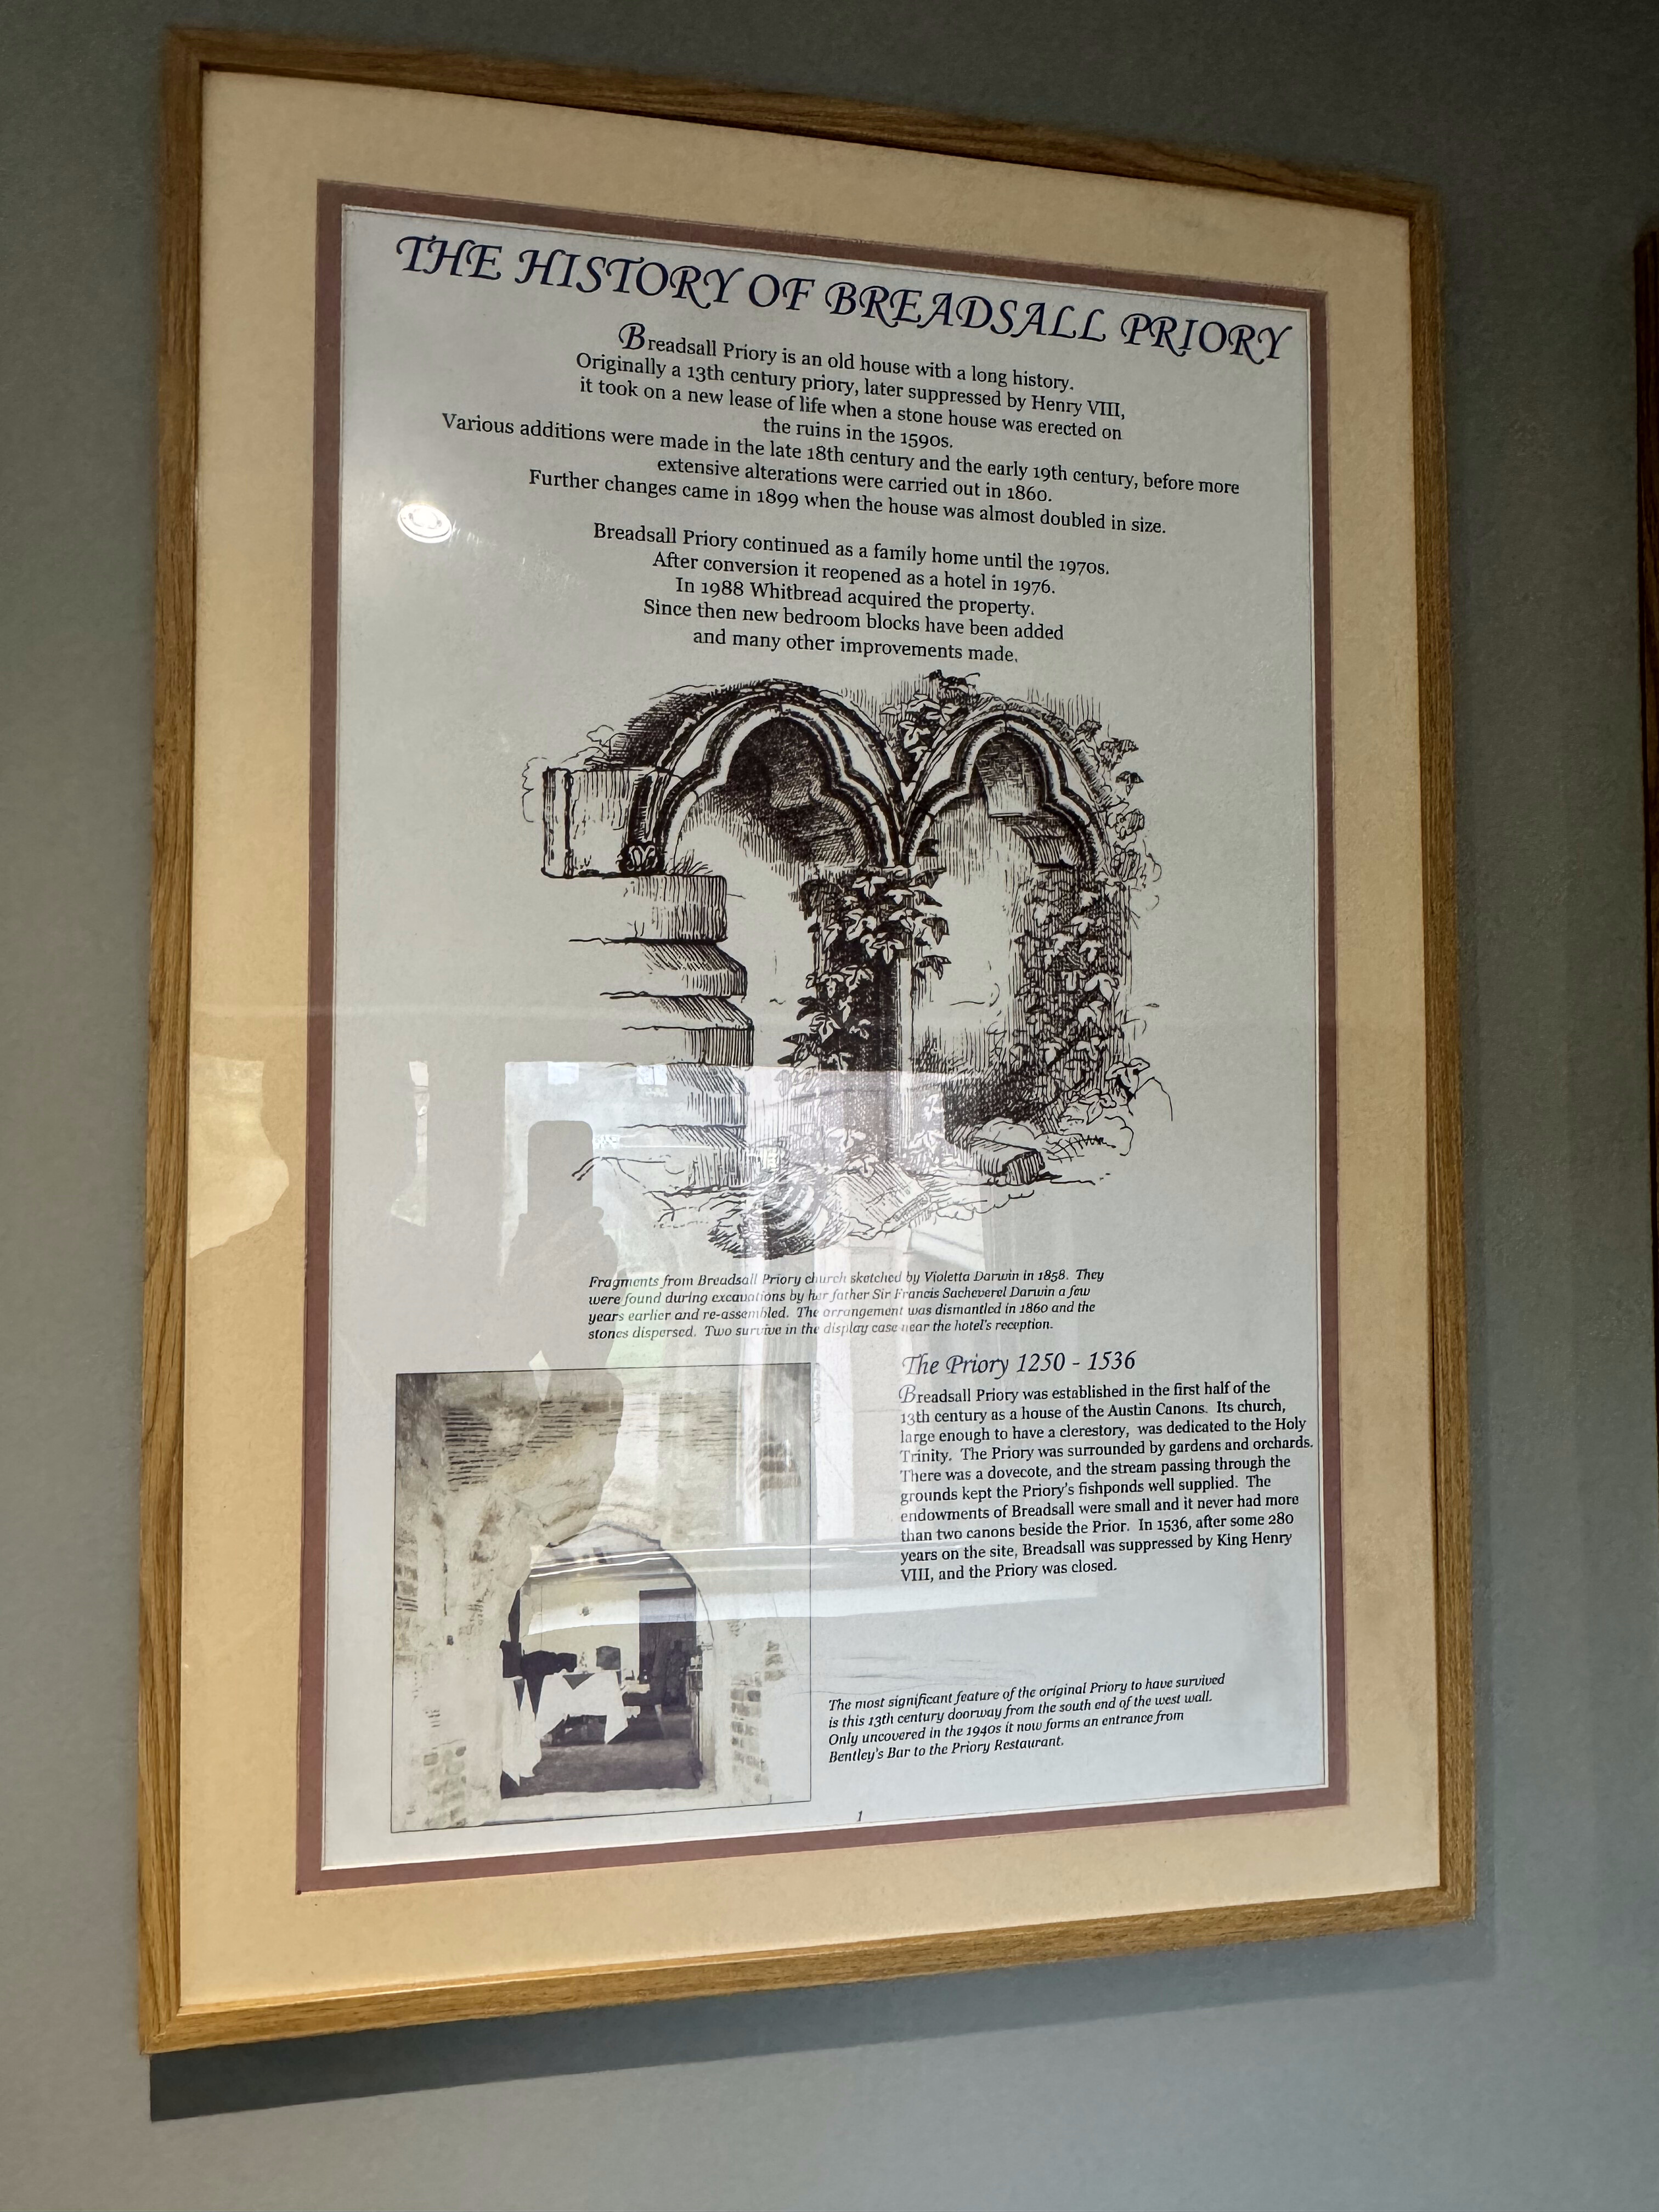 THE HISTORY OF BREADSALL PRIORY
Breadsall Priory is an old house with a long history.
Originally a 13th century priory, later suppressed by Henry VIII,
it took on a new lease of life when a stone house was erected on
the ruins in the 1590s.
Various additions were made in the late 18th century and the early 19th century, before more
extensive alterations were carried out in 1860.
Further changes came in 1899 when the house was almost doubled in size.
Breadsall Priory continued as a family home until the 1970s.
After conversion it reopened as a hotel in 1976.
In 1988 Whitbread acquired the property.
Since then new bedroom blocks have been added
and many other improvements made.
Fragments from Breadsall Priory church sketched by Violetta Darwin in 1858. They
were found during excavations by her father Sir Francis Sacheverel Darwin a few
years earlier and re-assembled. The arrangement was dismantled in 1860 and the
stones dispersed. Two survive in the display case near the hotel's reception.
The Priory 1250 - 1536
Breadsall Priory was established in the first half of the
13th century as a house of the Austin Canons. Its church,
large enough to have a clerestory, was dedicated to the Holy
Trinity. The Priory was surrounded by gardens and orchards.
There was a dovecote, and the stream passing through the
grounds kept the Priory's fishponds well supplied. The
endowments of Breadsall were small and it never had more
than two canons beside the Prior. In 1536, after some 280
years on the site, Breadsall was suppressed by King Henry
VIII, and the Priory was closed.
The most significant feature of the original Priory to have survived
is this 13th century doorway from the south end of the west wall.
Only uncovered in the 1940s it now forms an entrance from
Bentley's Bar to the Priory Restaurant.
1